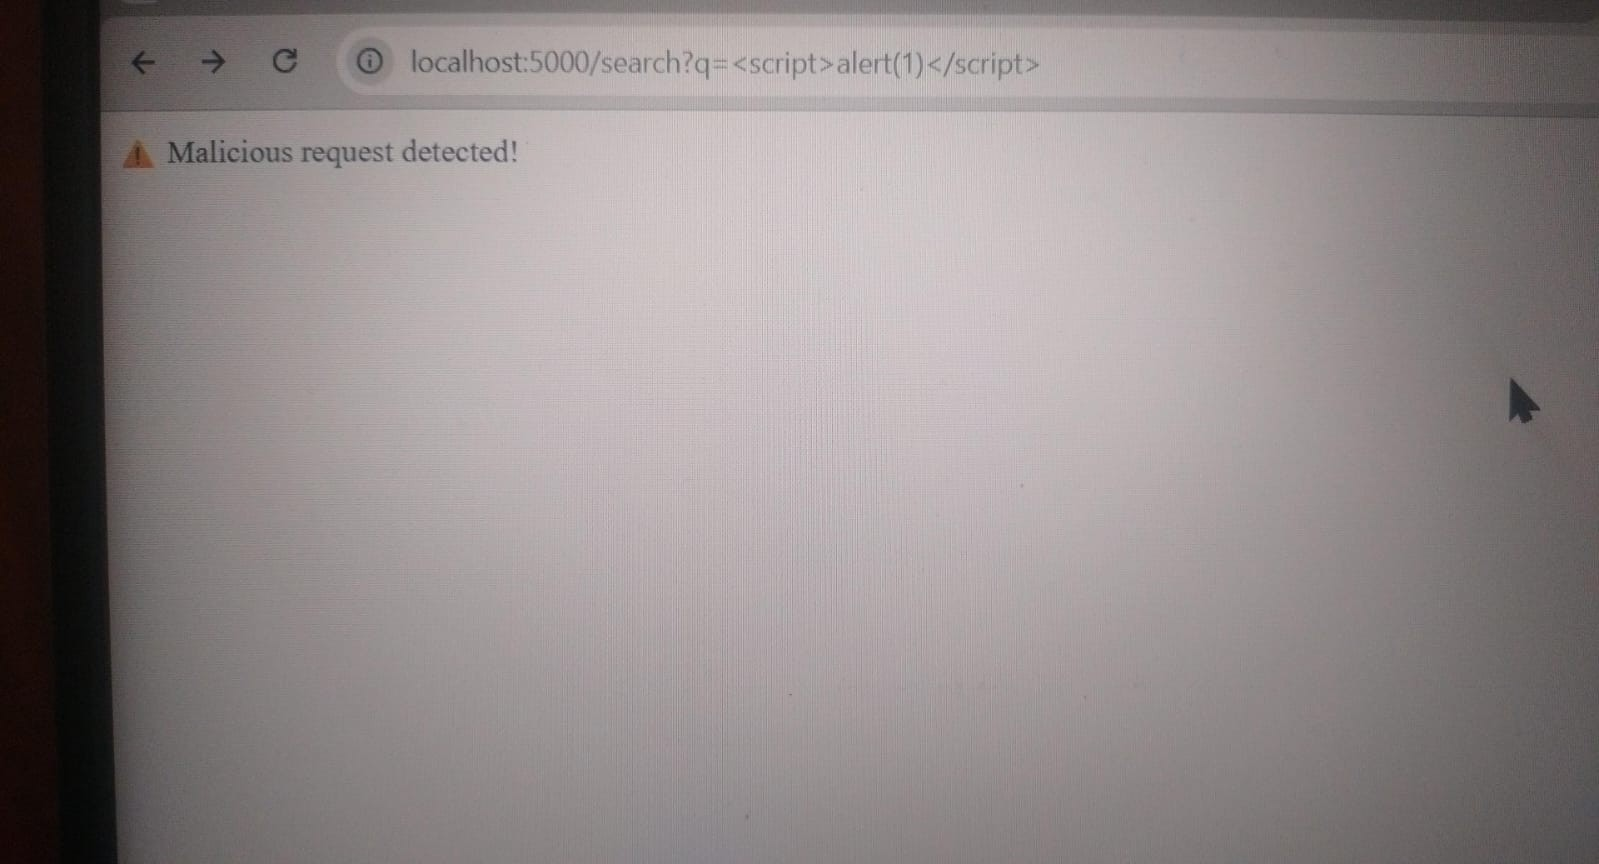 localhost:5000/search?q=<script>alert(1)</script>
⚠ Malicious request detected!